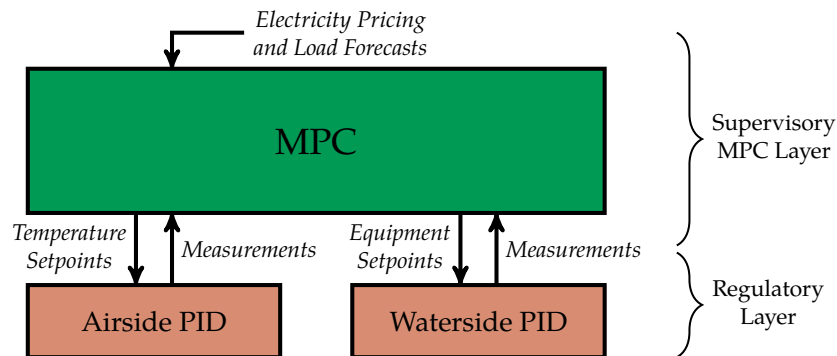 Electricity Pricing
and Load Forecasts
MPC
Supervisory
MPC Layer
Temperature
Setpoints
Measurements
Equipment
Setpoints
Measurements
Airside PID
Waterside PID
Regulatory
Layer